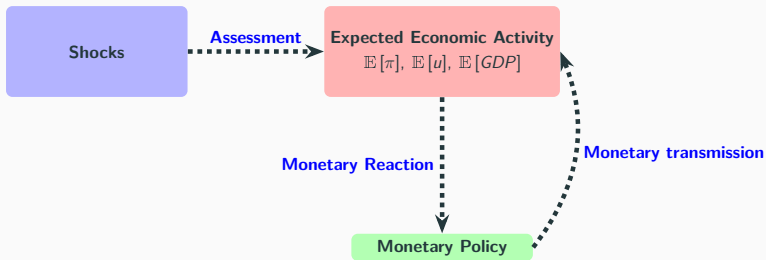 Shocks
Assessment
Expected Economic Activity
𝔼[π], 𝔼[u], 𝔼[GDP]
Monetary Reaction
Monetary transmission
Monetary Policy